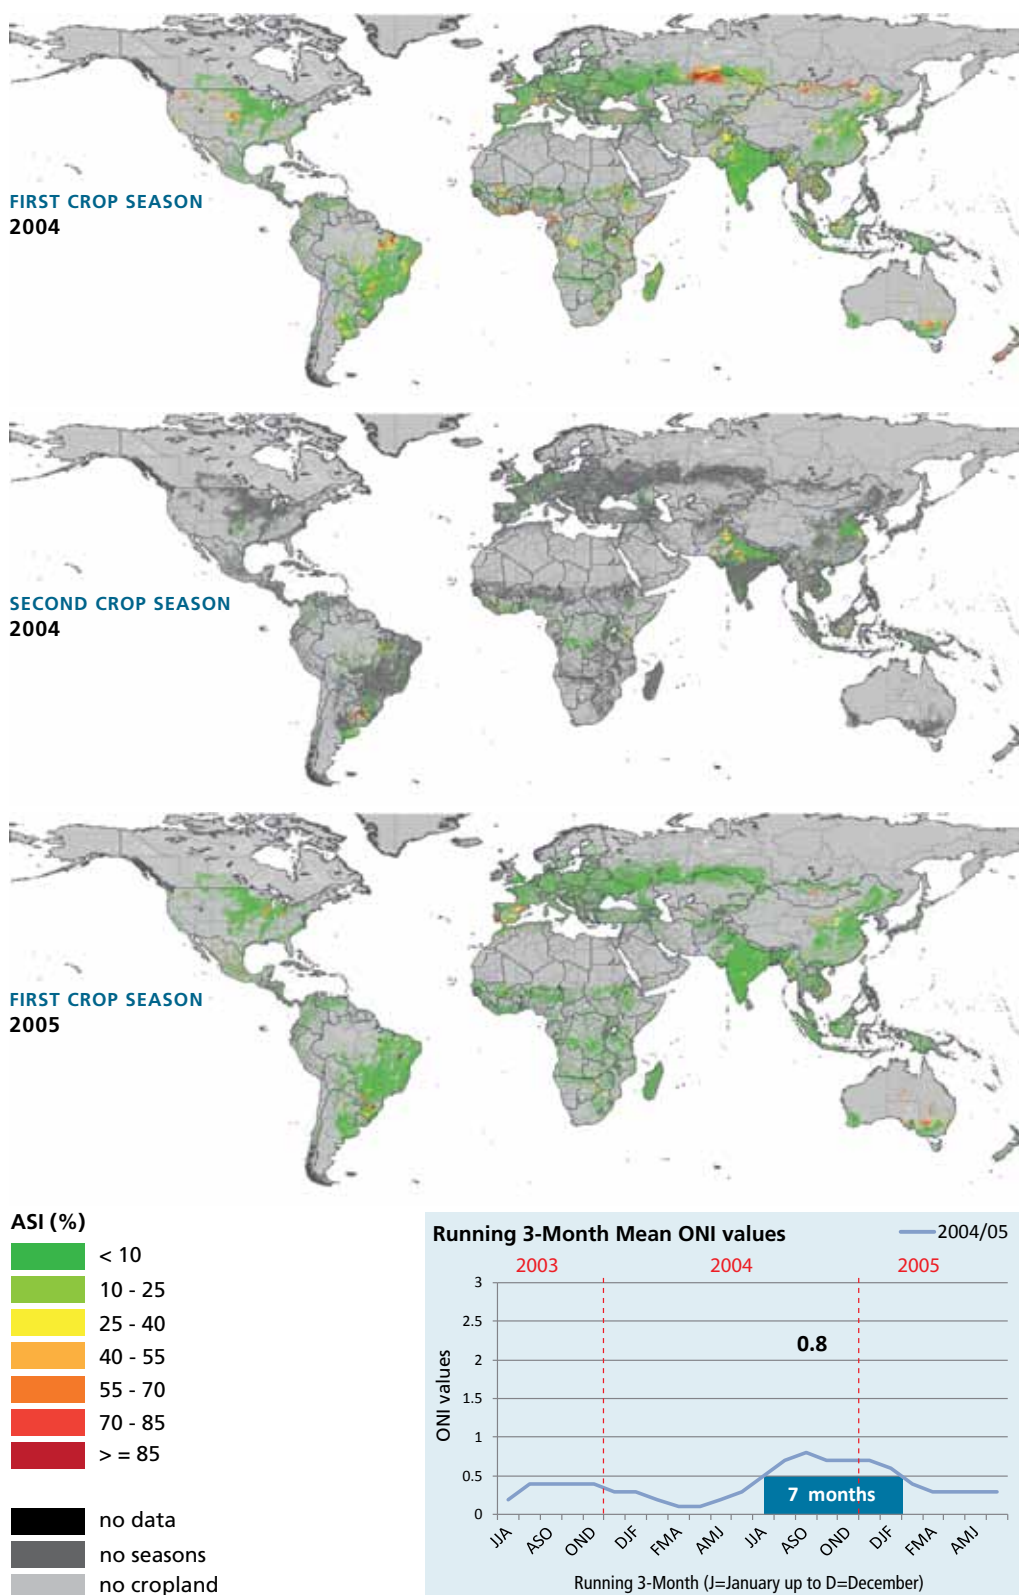 FIRST CROP SEASON
2004
SECOND CROP SEASON
2004
FIRST CROP SEASON
2005
ASI (%)
< 10
10 - 25
25 - 40
40 - 55
55 - 70
70 - 85
> = 85
no data
no seasons
no cropland
Running 3-Month Mean ONI values
2004/05
2003 2004 2005
3
2.5
2
1.5
1
0.5
0
ONI values
0.8
7 months
JJA ASO OND DJF FMA AMJ JJA ASO OND DJF FMA AMJ
Running 3-Month (J=January up to D=December)